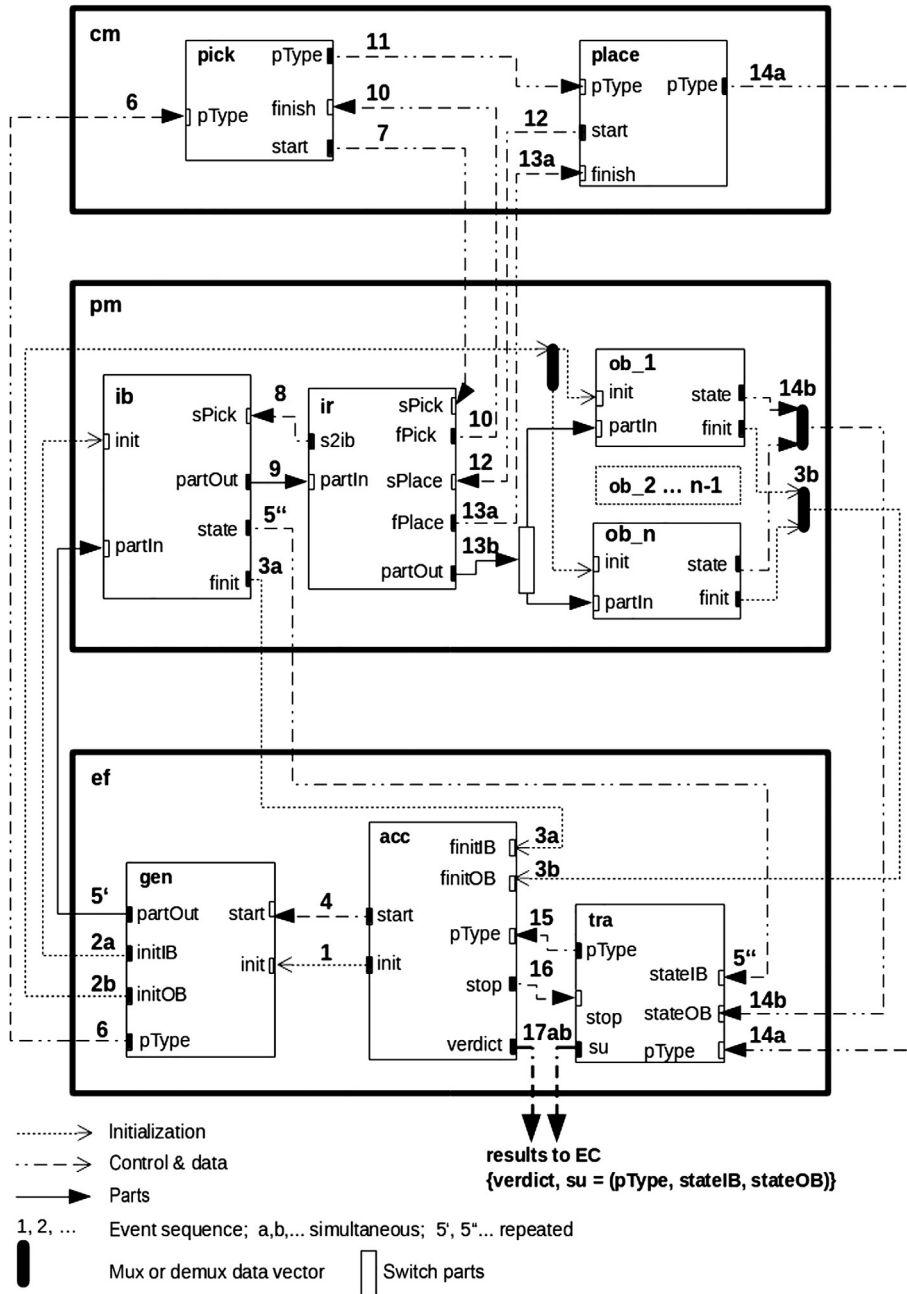 cm
pick
pType
11
6
pType
finish
10
start
7
place
pType
pType
14a
12
start
13a
finish
pm
ib
init
sPick
8
partOut
9
state
5“
partIn
3a
finit
ir
sPick
s2ib
fPick
10
partIn
sPlace
12
fPlace
13a
13b
partOut
ob_1
init
state
14b
partIn
finit
ob_2 ... n-1
3b
ob_n
init
state
partIn
finit
ef
gen
5‘
partOut
start
4
2a
initIB
init
1
2b
initOB
6
pType
acc
finitIB
3a
finitOB
3b
start
pType
15
init
stop
16
verdict
17ab
tra
pType
stateIB
5“
stop
stateOB
14b
su
pType
14a
results to EC
{verdict, su = (pType, stateIB, stateOB)}
Initialization
Control & data
Parts
1, 2, ... Event sequence; a,b,... simultaneous; 5‘, 5“... repeated
Mux or demux data vector
Switch parts